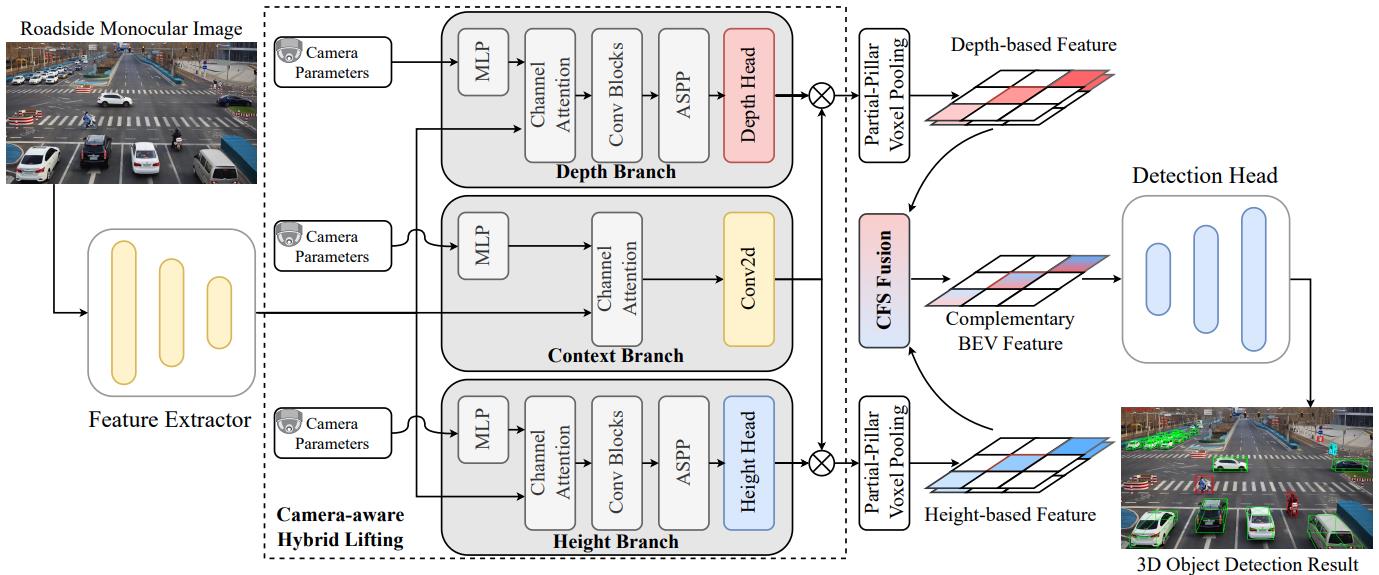 Roadside Monocular Image
Feature Extractor
Camera
Parameters
MLP
Channel
Attention
Conv Blocks
ASPP
Depth Head
Depth Branch
Camera
Parameters
MLP
Channel
Attention
Conv2d
Context Branch
Camera
Parameters
MLP
Channel
Attention
Conv Blocks
ASPP
Height Head
Height Branch
Camera-aware
Hybrid Lifting
Partial-Pillar
Voxel Pooling
Depth-based Feature
CFS Fusion
Complementary
BEV Feature
Partial-Pillar
Voxel Pooling
Height-based Feature
Detection Head
3D Object Detection Result